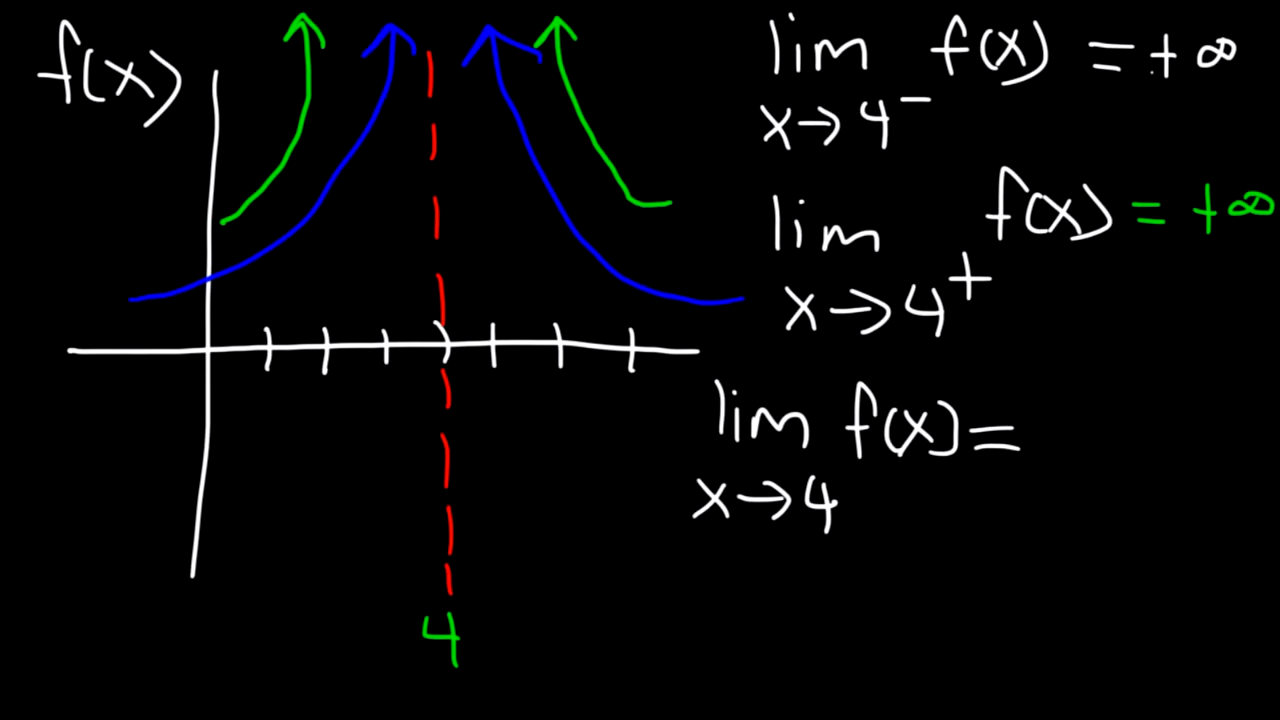 f(x)
lim f(x) = +∞
x→4⁻
lim f(x) = +∞
x→4⁺
lim f(x) =
x→4
4